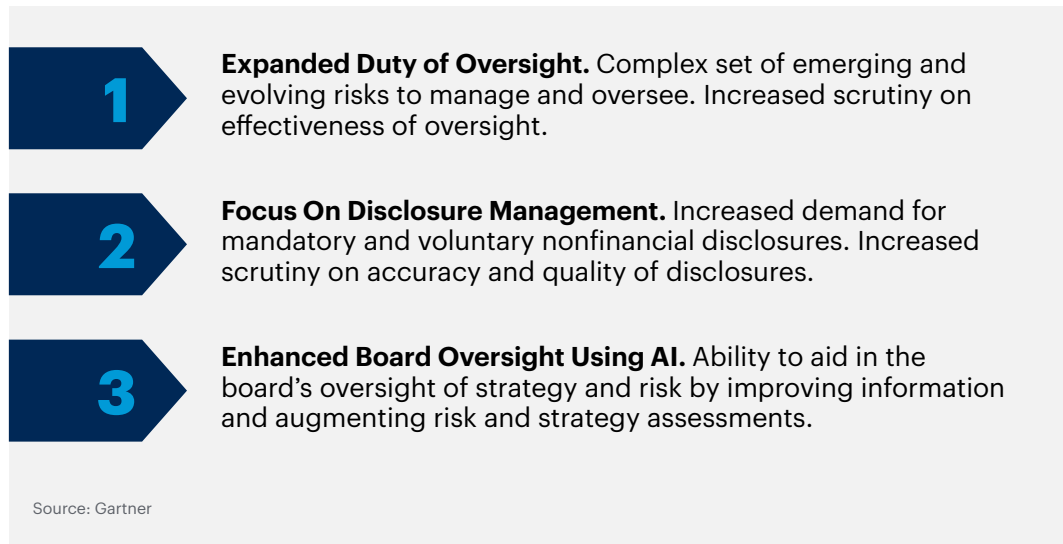 1
Expanded Duty of Oversight. Complex set of emerging and
evolving risks to manage and oversee. Increased scrutiny on
effectiveness of oversight.
2
Focus On Disclosure Management. Increased demand for
mandatory and voluntary nonfinancial disclosures. Increased
scrutiny on accuracy and quality of disclosures.
3
Enhanced Board Oversight Using AI. Ability to aid in the
board’s oversight of strategy and risk by improving information
and augmenting risk and strategy assessments.
Source: Gartner